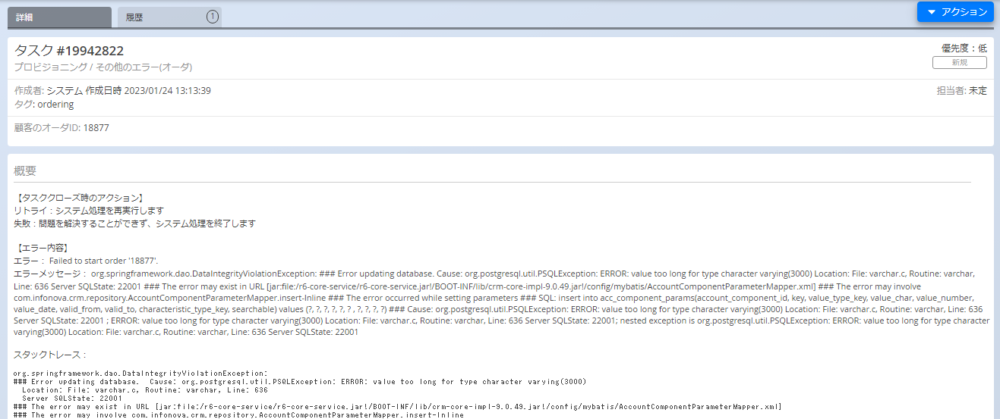 詳細
履歴
1
アクション
タスク #19942822
優先度：低
プロビジョニング / その他のエラー(オーダ)
新規
作成者: システム 作成日時 2023/01/24 13:13:39
担当者: 未定
タグ: ordering
顧客のオーダID: 18877
概要
【タスククローズ時のアクション】
リトライ：システム処理を再実行します
失敗：問題を解決することができず、システム処理を終了します
【エラー内容】
エラー： Failed to start order '18877'.
エラーメッセージ： org.springframework.dao.DataIntegrityViolationException: ### Error updating database. Cause: org.postgresql.util.PSQLException: ERROR: value too long for type character varying(3000) Location: File: varchar.c, Routine: varchar,
Line: 636 Server SQLState: 22001 ### The error may exist in URL [jar:file:/r6-core-service/r6-core-service.jar!/BOOT-INF/lib/crm-core-impl-9.0.49.jar!/config/mybatis/AccountComponentParameterMapper.xml] ### The error may involve
com.infonova.crm.repository.AccountComponentParameterMapper.insert-Inline ### The error occurred while setting parameters ### SQL: insert into acc_component_params(account_component_id, key, value_type_key, value_char, value_number,
value_date, valid_from, valid_to, characteristic_type_key, searchable) values (?, ?, ?, ?, ?, ? , ?, ?, ?, ?) ### Cause: org.postgresql.util.PSQLException: ERROR: value too long for type character varying(3000) Location: File: varchar.c, Routine: varchar, Line: 636
Server SQLState: 22001 ; ERROR: value too long for type character varying(3000) Location: File: varchar.c, Routine: varchar, Line: 636 Server SQLState: 22001; nested exception is org.postgresql.util.PSQLException: ERROR: value too long for type character
varying(3000) Location: File: varchar.c, Routine: varchar, Line: 636 Server SQLState: 22001
スタックトレース：
org.springframework.dao.DataIntegrityViolationException:
### Error updating database.  Cause: org.postgresql.util.PSQLException: ERROR: value too long for type character varying(3000)
  Location: File: varchar.c, Routine: varchar, Line: 636
  Server SQLState: 22001
### The error may exist in URL [jar:file:/r6-core-service/r6-core-service.jar!/BOOT-INF/lib/crm-core-impl-9.0.49.jar!/config/mybatis/AccountComponentParameterMapper.xml]
### The error may involve com.infonova.crm.repository.AccountComponentParameterMapper.insert-Inline